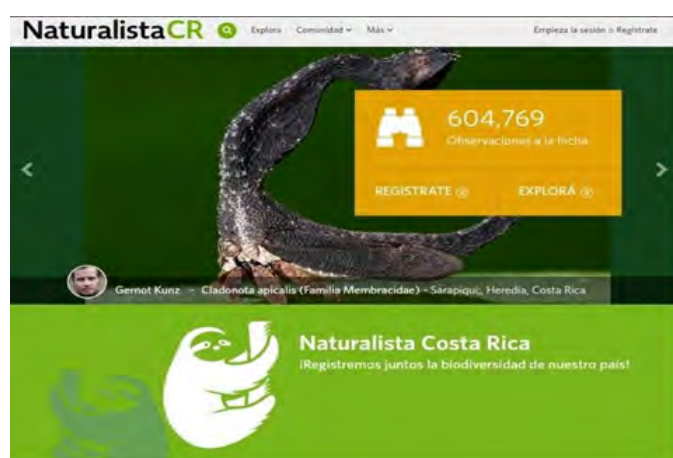 NaturalistaCR Explora Comunidad Más Empieza la sesión o Regístrate
604,769
Observaciones a la fecha
REGISTRATE EXPLORÁ
Gernot Kunz - Cladonota apicalis (Familia Membracidae) - Sarapiquí, Heredia, Costa Rica
Naturalista Costa Rica
¡Registremos juntos la biodiversidad de nuestro país!